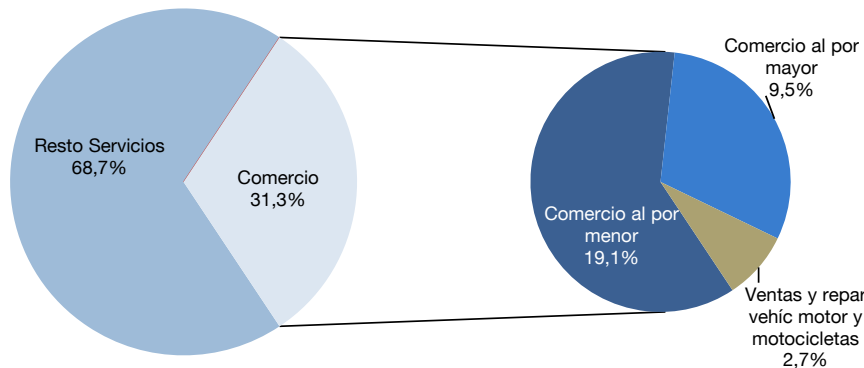 Resto Servicios
68,7%
Comercio
31,3%
Comercio al por
mayor
9,5%
Comercio al por
menor
19,1%
Ventas y repar
vehíc motor y
motocicletas
2,7%